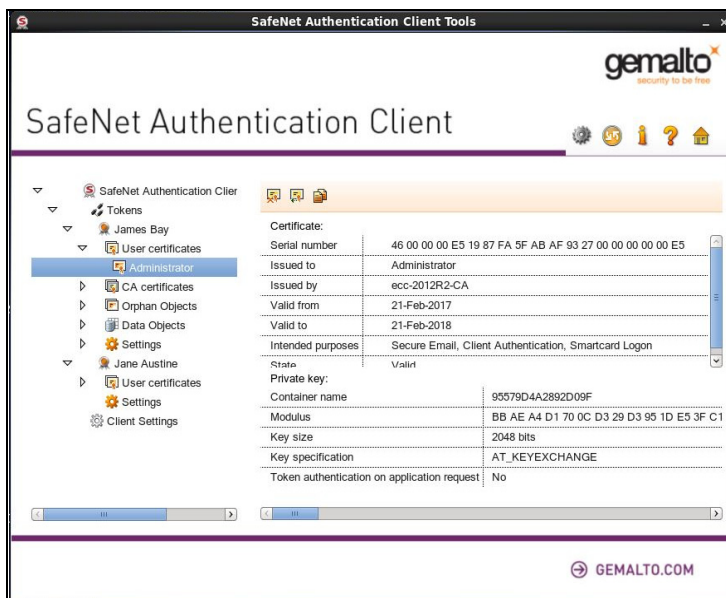 SafeNet Authentication Client Tools
gemalto
security to be free
SafeNet Authentication Client
SafeNet Authentication Clier
Tokens
James Bay
User certificates
Administrator
CA certificates
Orphan Objects
Data Objects
Settings
Jane Austine
User certificates
Settings
Client Settings
Certificate:
Serial number 46 00 00 00 E5 19 87 FA 5F AB AF 93 27 00 00 00 00 00 E5
Issued to Administrator
Issued by ecc-2012R2-CA
Valid from 21-Feb-2017
Valid to 21-Feb-2018
Intended purposes Secure Email, Client Authentication, Smartcard Logon
State Valid
Private key:
Container name 95579D4A2892D09F
Modulus BB AE A4 D1 70 0C D3 29 D3 95 1D E5 3F C1
Key size 2048 bits
Key specification AT_KEYEXCHANGE
Token authentication on application request No
GEMALTO.COM